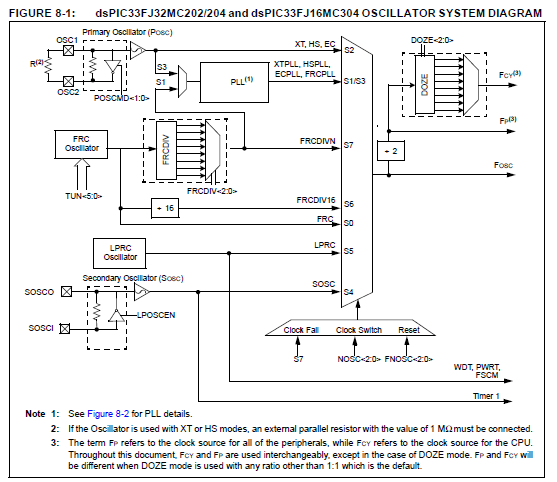 FIGURE 8-1: dsPIC33FJ32MC202/204 and dsPIC33FJ16MC304 OSCILLATOR SYSTEM DIAGRAM
Primary Oscillator (POSC)
OSC1
R(2)
OSC2
POSCMD<1:0>
S3
S1
PLL(1)
XT, HS, EC
XTPLL, HSPLL,
ECPLL, FRCPLL
S2
S1/S3
DOZE<2:0>
DOZE
FCY(3)
FP(3)
÷ 2
FOSC
FRC
Oscillator
TUN<5:0>
FRCDIV
FRCDIV<2:0>
FRCDIVN
S7
÷ 16
FRCDIV16
S6
FRC
S0
LPRC
Oscillator
LPRC
S5
Secondary Oscillator (SOSC)
SOSCO
SOSCI
LPOSCEN
SOSC
S4
Clock Fail
Clock Switch
Reset
S7
NOSC<2:0>
FNOSC<2:0>
WDT, PWRT,
FSCM
Timer 1
Note 1: See Figure 8-2 for PLL details.
2: If the Oscillator is used with XT or HS modes, an external parallel resistor with the value of 1 MΩ must be connected.
3: The term FP refers to the clock source for all of the peripherals, while FCY refers to the clock source for the CPU.
Throughout this document, FCY and FP are used interchangeably, except in the case of DOZE mode. FP and FCY will
be different when DOZE mode is used with any ratio other than 1:1 which is the default.